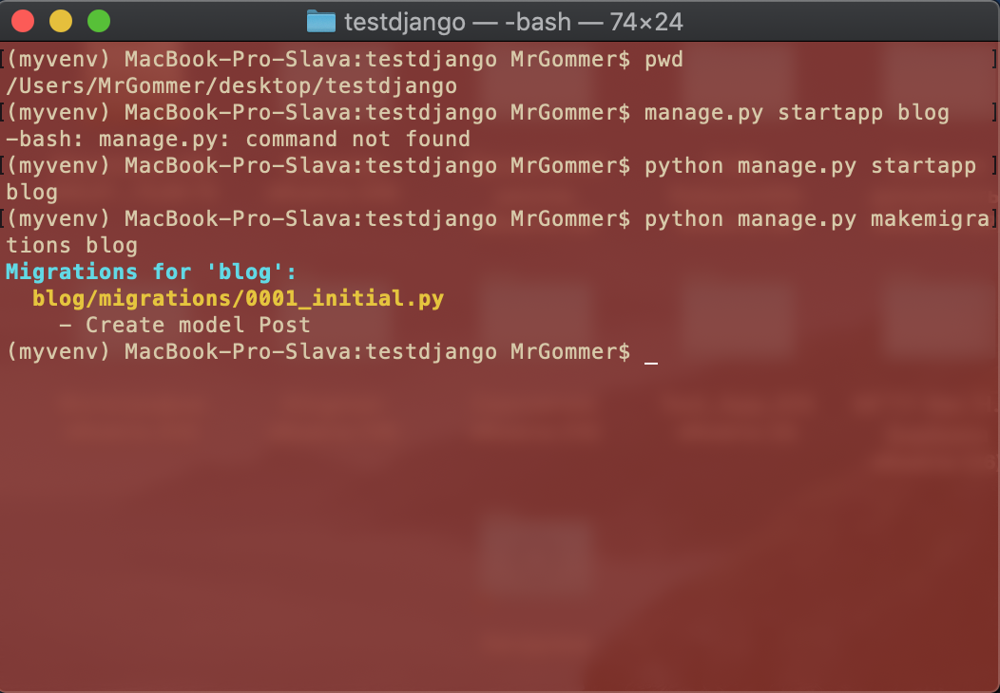 testdjango — -bash — 74×24
(myvenv) MacBook-Pro-Slava:testdjango MrGommer$ pwd
/Users/MrGommer/desktop/testdjango
(myvenv) MacBook-Pro-Slava:testdjango MrGommer$ manage.py startapp blog
-bash: manage.py: command not found
(myvenv) MacBook-Pro-Slava:testdjango MrGommer$ python manage.py startapp
blog
(myvenv) MacBook-Pro-Slava:testdjango MrGommer$ python manage.py makemigra
tions blog
Migrations for 'blog':
  blog/migrations/0001_initial.py
    - Create model Post
(myvenv) MacBook-Pro-Slava:testdjango MrGommer$ _